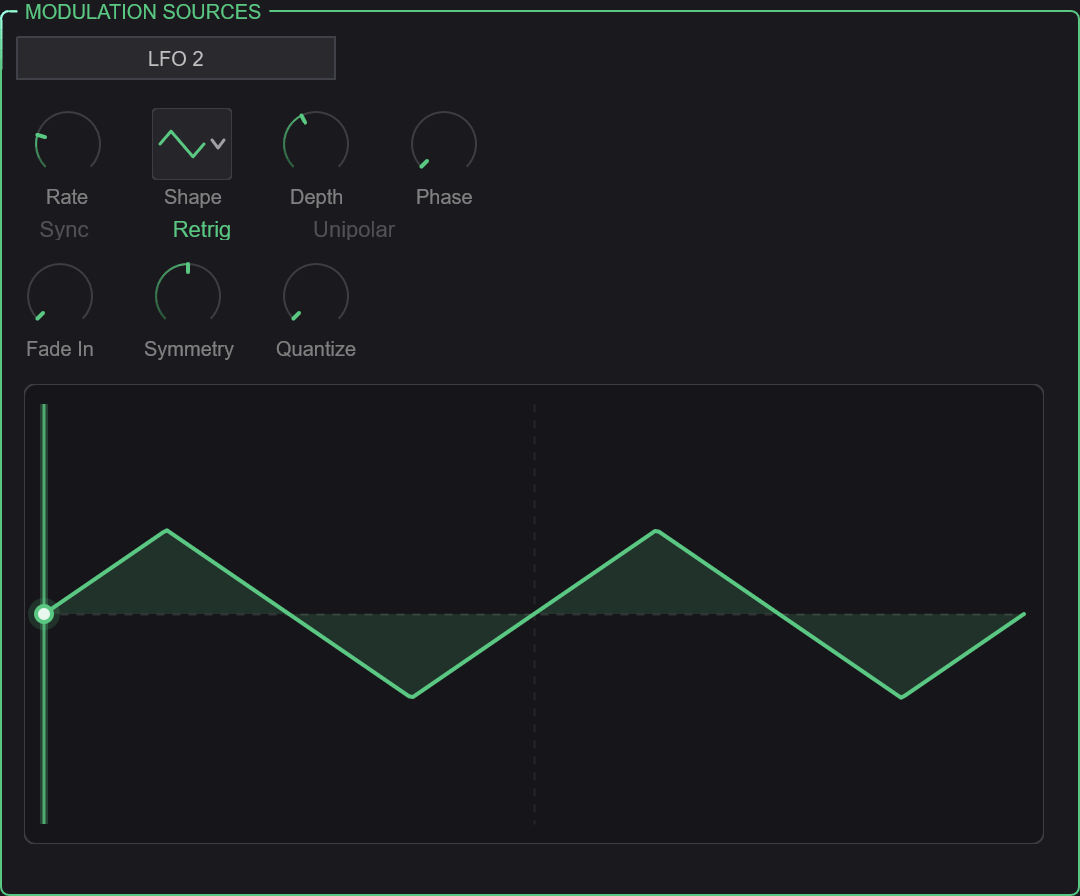 MODULATION SOURCES
LFO 2
Rate Shape Depth Phase
Sync Retrig Unipolar
Fade In Symmetry Quantize